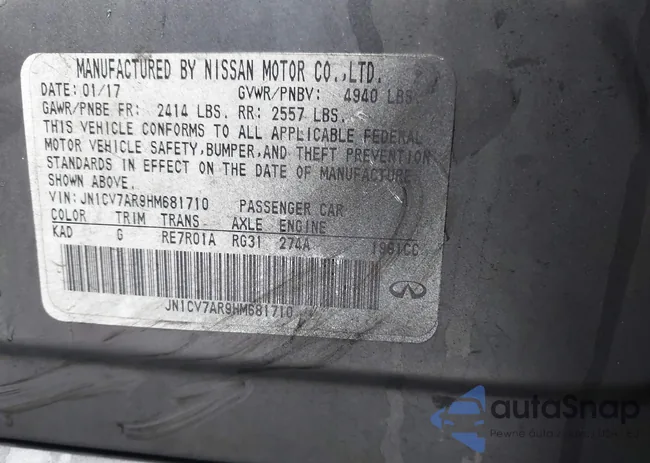 MANUFACTURED BY NISSAN MOTOR CO.,LTD.
DATE: 01/17 GVWR/PNBV: 4940 LBS.
GAWR/PNBE FR: 2414 LBS. RR: 2557 LBS.
THIS VEHICLE CONFORMS TO ALL APPLICABLE FEDERAL
MOTOR VEHICLE SAFETY,BUMPER,AND THEFT PREVENTION
STANDARDS IN EFFECT ON THE DATE OF MANUFACTURE
SHOWN ABOVE.
VIN: JN1CV7AR9HM681710 PASSENGER CAR
COLOR TRIM TRANS AXLE ENGINE
KAD G RE7R01A RG31 274A 1991CC
JN1CV7AR9HM681710
autoSnap
Pewne auta